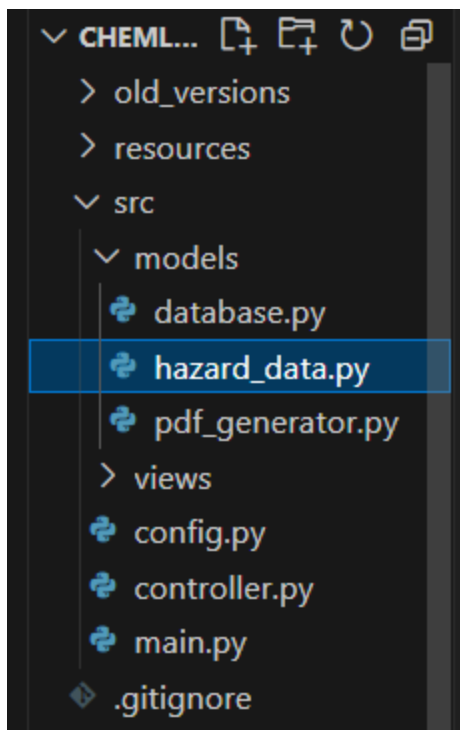 CHEML...
old_versions
resources
src
models
database.py
hazard_data.py
pdf_generator.py
views
config.py
controller.py
main.py
.gitignore